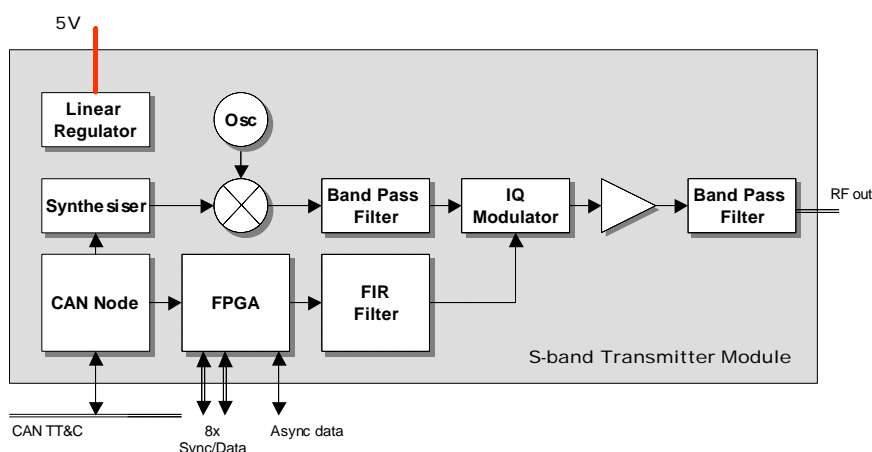 5V
Linear
Regulator
Osc
Synthesiser
Band Pass
Filter
IQ
Modulator
Band Pass
Filter
RF out
CAN Node
FPGA
FIR
Filter
S-band Transmitter Module
CAN TT&C
8x
Sync/Data
Async data